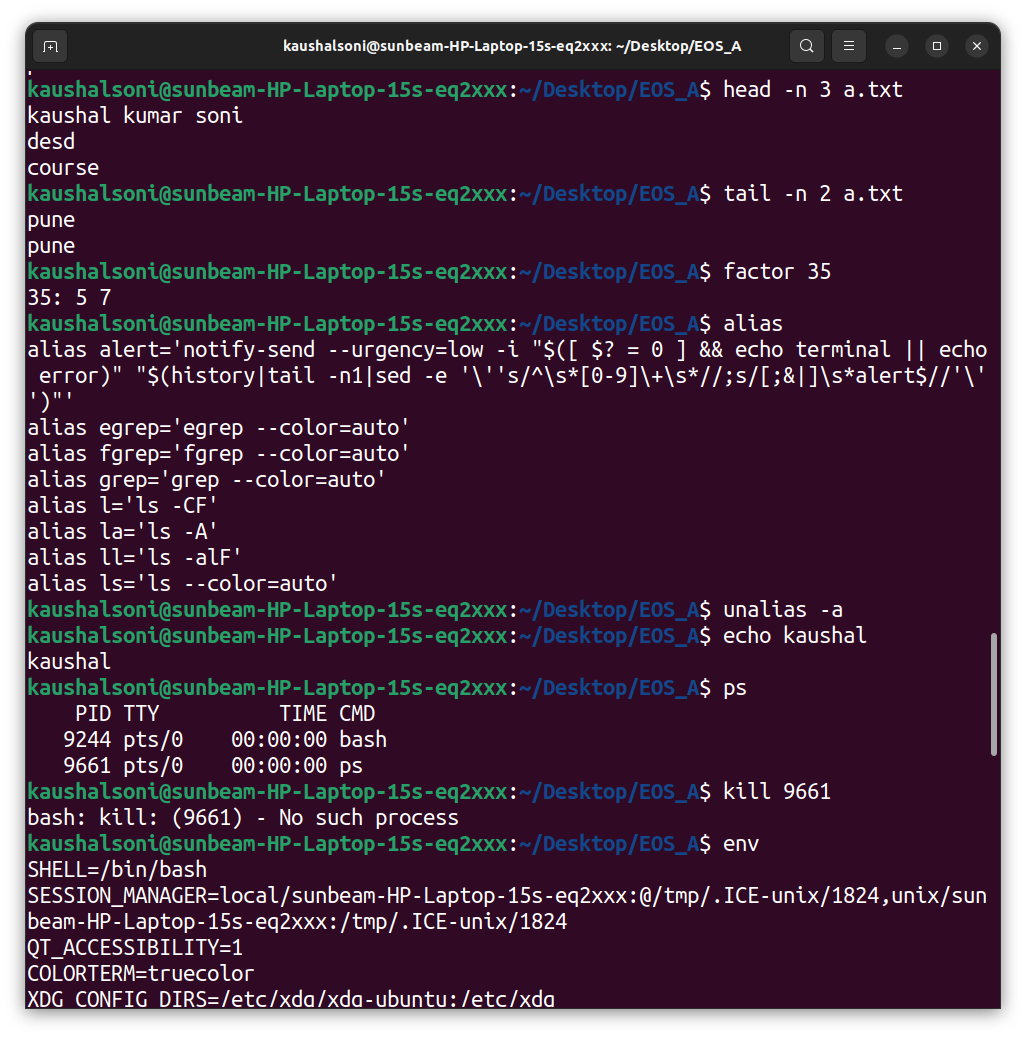 kaushalsoni@sunbeam-HP-Laptop-15s-eq2xxx: ~/Desktop/EOS_A
kaushalsoni@sunbeam-HP-Laptop-15s-eq2xxx:~/Desktop/EOS_A$ head -n 3 a.txt
kaushal kumar soni
desd
course
kaushalsoni@sunbeam-HP-Laptop-15s-eq2xxx:~/Desktop/EOS_A$ tail -n 2 a.txt
pune
pune
kaushalsoni@sunbeam-HP-Laptop-15s-eq2xxx:~/Desktop/EOS_A$ factor 35
35: 5 7
kaushalsoni@sunbeam-HP-Laptop-15s-eq2xxx:~/Desktop/EOS_A$ alias
alias alert='notify-send --urgency=low -i "$([ $? = 0 ] && echo terminal || echo
 error)" "$(history|tail -n1|sed -e '\''s/^\s*[0-9]\+\s*//;s/[;&|]\s*alert$//'\'
')"'
alias egrep='egrep --color=auto'
alias fgrep='fgrep --color=auto'
alias grep='grep --color=auto'
alias l='ls -CF'
alias la='ls -A'
alias ll='ls -alF'
alias ls='ls --color=auto'
kaushalsoni@sunbeam-HP-Laptop-15s-eq2xxx:~/Desktop/EOS_A$ unalias -a
kaushalsoni@sunbeam-HP-Laptop-15s-eq2xxx:~/Desktop/EOS_A$ echo kaushal
kaushal
kaushalsoni@sunbeam-HP-Laptop-15s-eq2xxx:~/Desktop/EOS_A$ ps
    PID TTY          TIME CMD
   9244 pts/0    00:00:00 bash
   9661 pts/0    00:00:00 ps
kaushalsoni@sunbeam-HP-Laptop-15s-eq2xxx:~/Desktop/EOS_A$ kill 9661
bash: kill: (9661) - No such process
kaushalsoni@sunbeam-HP-Laptop-15s-eq2xxx:~/Desktop/EOS_A$ env
SHELL=/bin/bash
SESSION_MANAGER=local/sunbeam-HP-Laptop-15s-eq2xxx:@/tmp/.ICE-unix/1824,unix/sun
beam-HP-Laptop-15s-eq2xxx:/tmp/.ICE-unix/1824
QT_ACCESSIBILITY=1
COLORTERM=truecolor
XDG_CONFIG_DIRS=/etc/xdg/xdg-ubuntu:/etc/xdg